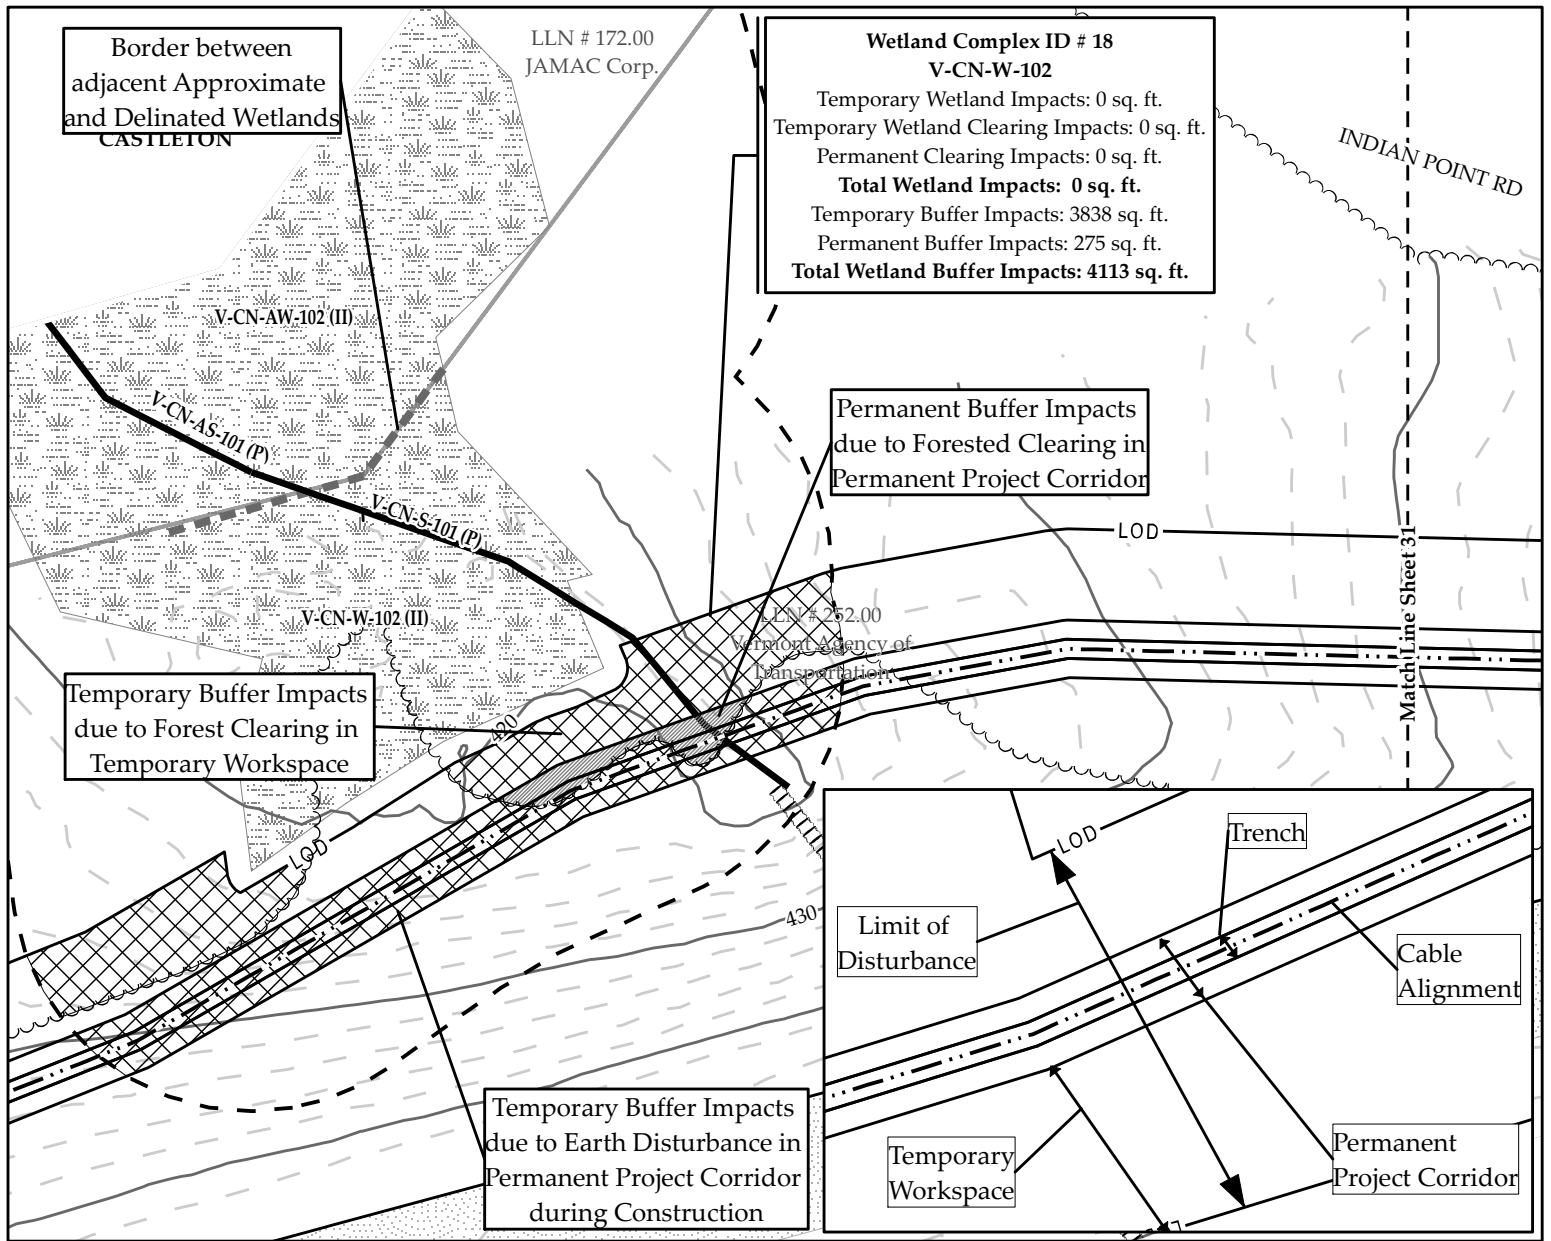 Border between
adjacent Approximate
and Delinated Wetlands
CASTLETON
LLN # 172.00
JAMAC Corp.
Wetland Complex ID # 18
V-CN-W-102
Temporary Wetland Impacts: 0 sq. ft.
Temporary Wetland Clearing Impacts: 0 sq. ft.
Permanent Clearing Impacts: 0 sq. ft.
Total Wetland Impacts: 0 sq. ft.
Temporary Buffer Impacts: 3838 sq. ft.
Permanent Buffer Impacts: 275 sq. ft.
Total Wetland Buffer Impacts: 4113 sq. ft.
INDIAN POINT RD
V-CN-AW-102 (II)
V-CN-AS-101 (P)
V-CN-S-101 (P)
Permanent Buffer Impacts
due to Forested Clearing in
Permanent Project Corridor
LOD
Match Line Sheet 31
V-CN-W-102 (II)
LLN # 252.00
Vermont Agency of
Transportation
Temporary Buffer Impacts
due to Forest Clearing in
Temporary Workspace
420
LOD
430
Temporary Buffer Impacts
due to Earth Disturbance in
Permanent Project Corridor
during Construction
LOD
Trench
Limit of
Disturbance
Cable
Alignment
Temporary
Workspace
Permanent
Project Corridor